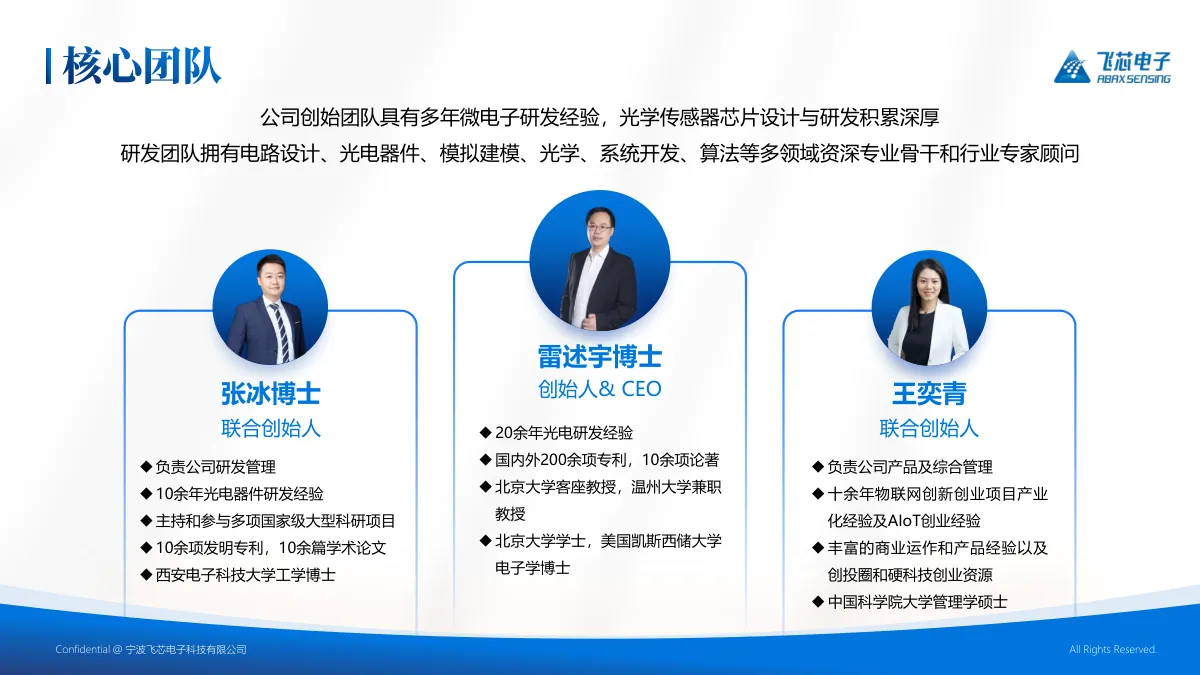 核心团队
飞芯电子
ABAX SENSING
公司创始团队具有多年微电子研发经验，光学传感器芯片设计与研发积累深厚
研发团队拥有电路设计、光电器件、模拟建模、光学、系统开发、算法等多领域资深专业骨干和行业专家顾问
张冰博士
联合创始人
◆负责公司研发管理
◆10余年光电器件研发经验
◆主持和参与多项国家级大型科研项目
◆10余项发明专利，10余篇学术论文
◆西安电子科技大学工学博士
雷述宇博士
创始人& CEO
◆20余年光电研发经验
◆国内外200余项专利，10余项论著
◆北京大学客座教授，温州大学兼职
教授
◆北京大学学士，美国凯斯西储大学
电子学博士
王奕青
联合创始人
◆负责公司产品及综合管理
◆十余年物联网创新创业项目产业
化经验及AIoT创业经验
◆丰富的商业运作和产品经验以及
创投圈和硬科技创业资源
◆中国科学院大学管理学硕士
Confidential @ 宁波飞芯电子科技有限公司
All Rights Reserved.